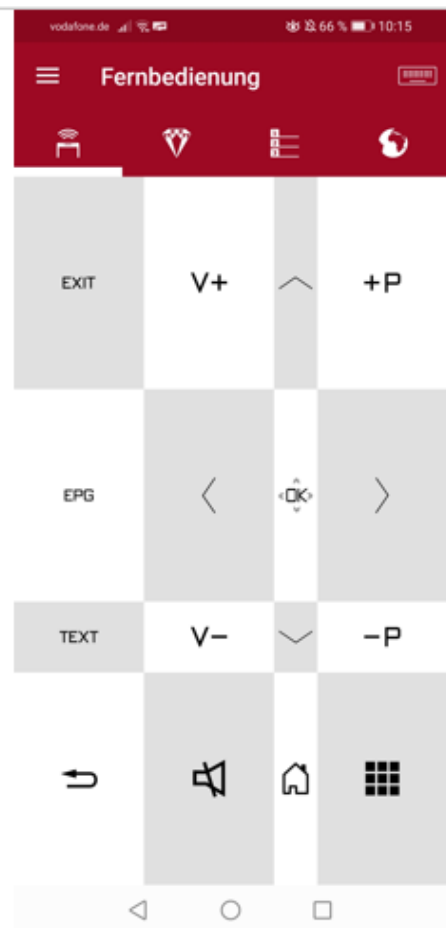 vodafone.de 66 % 10:15
Fernbedienung
EXIT V+ +P
EPG OK
TEXT V− −P